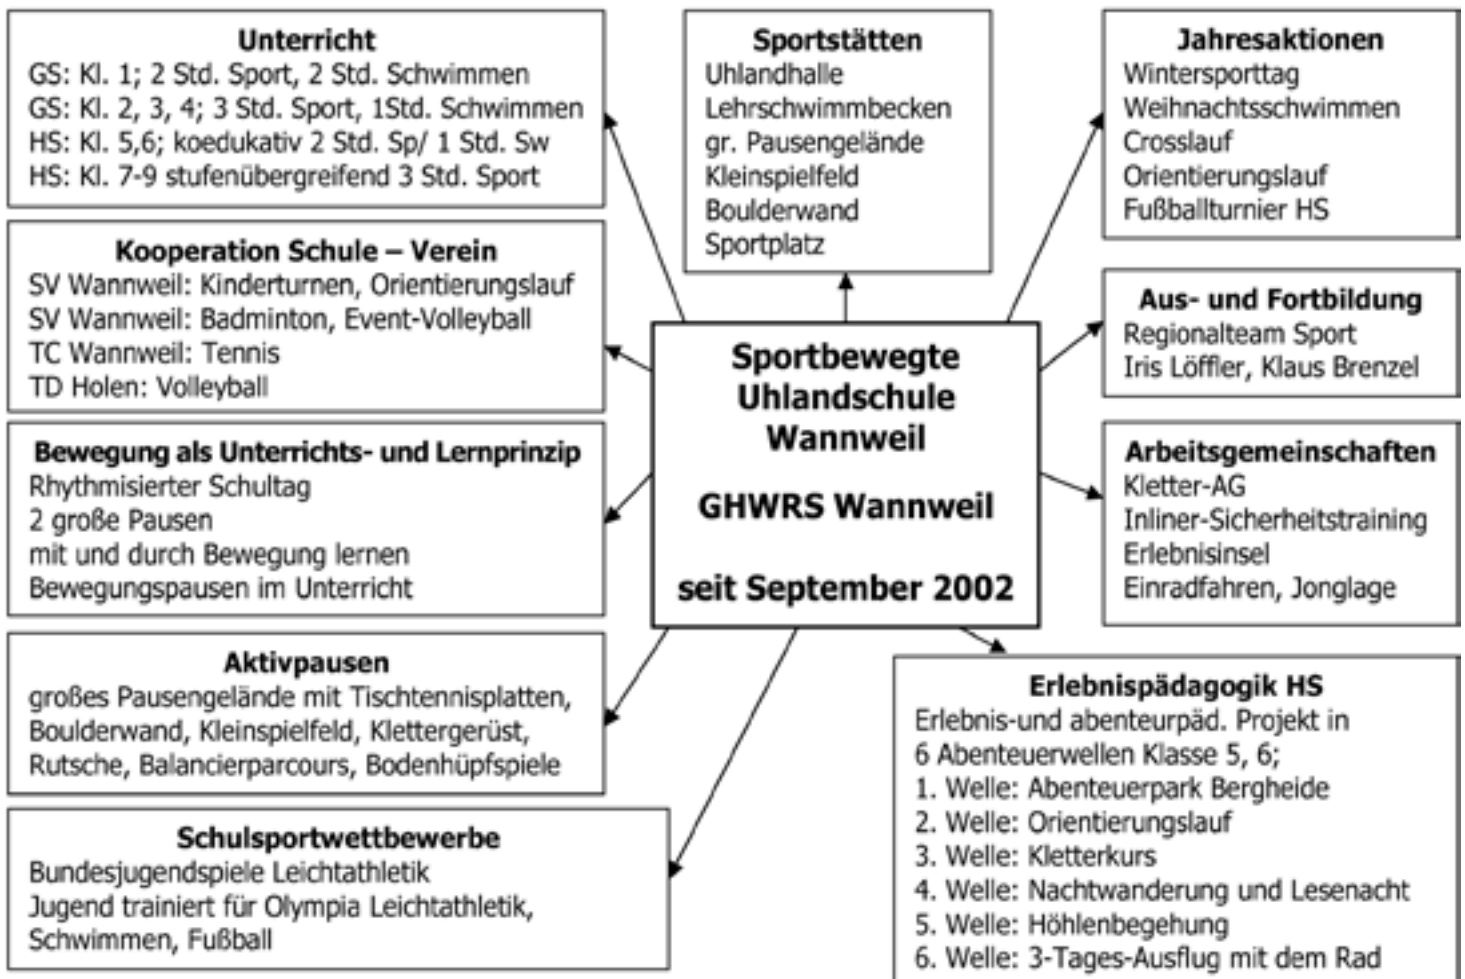 Unterricht
GS: Kl. 1; 2 Std. Sport, 2 Std. Schwimmen
GS: Kl. 2, 3, 4; 3 Std. Sport, 1Std. Schwimmen
HS: Kl. 5,6; koedukativ 2 Std. Sp/ 1 Std. Sw
HS: Kl. 7-9 stufenübergreifend 3 Std. Sport
Kooperation Schule – Verein
SV Wannweil: Kinderturnen, Orientierungslauf
SV Wannweil: Badminton, Event-Volleyball
TC Wannweil: Tennis
TD Holen: Volleyball
Bewegung als Unterrichts- und Lernprinzip
Rhythmisierter Schultag
2 große Pausen
mit und durch Bewegung lernen
Bewegungspausen im Unterricht
Aktivpausen
großes Pausengelände mit Tischtennisplatten,
Boulderwand, Kleinspielfeld, Klettergerüst,
Rutsche, Balancierparcours, Bodenhüpfspiele
Schulsportwettbewerbe
Bundesjugendspiele Leichtathletik
Jugend trainiert für Olympia Leichtathletik,
Schwimmen, Fußball
Sportstätten
Uhlandhalle
Lehrschwimmbecken
gr. Pausengelände
Kleinspielfeld
Boulderwand
Sportplatz
Sportbewegte
Uhlandschule
Wannweil
GHWRS Wannweil
seit September 2002
Jahresaktionen
Wintersporttag
Weihnachtsschwimmen
Crosslauf
Orientierungslauf
Fußballturnier HS
Aus- und Fortbildung
Regionalteam Sport
Iris Löffler, Klaus Brenzel
Arbeitsgemeinschaften
Kletter-AG
Inliner-Sicherheitstraining
Erlebnisinsel
Einradfahren, Jonglage
Erlebnispädagogik HS
Erlebnis-und abenteurpäd. Projekt in
6 Abenteuerwellen Klasse 5, 6;
1. Welle: Abenteuerpark Bergheide
2. Welle: Orientierungslauf
3. Welle: Kletterkurs
4. Welle: Nachtwanderung und Lesenacht
5. Welle: Höhlenbegehung
6. Welle: 3-Tages-Ausflug mit dem Rad